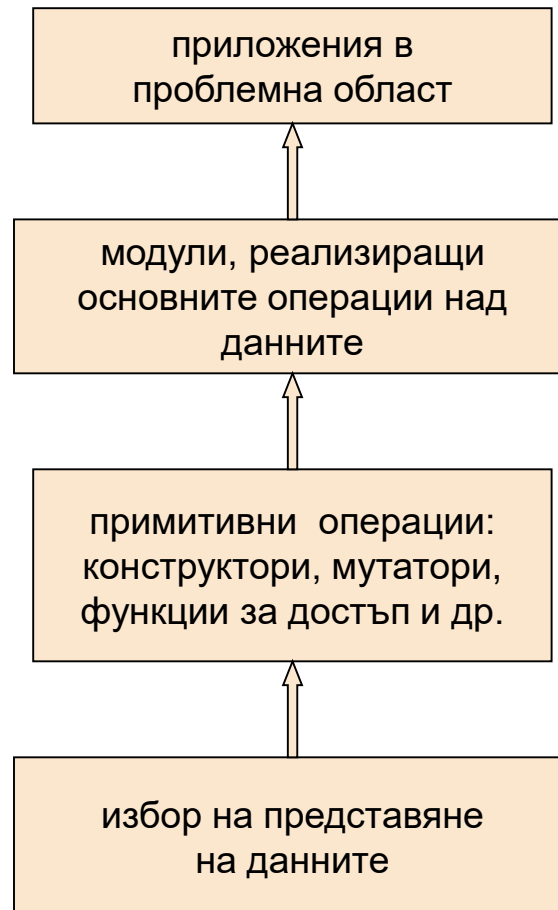 приложения в
проблемна област
модули, реализиращи
основните операции над
данните
примитивни операции:
конструктори, мутатори,
функции за достъп и др.
избор на представяне
на данните